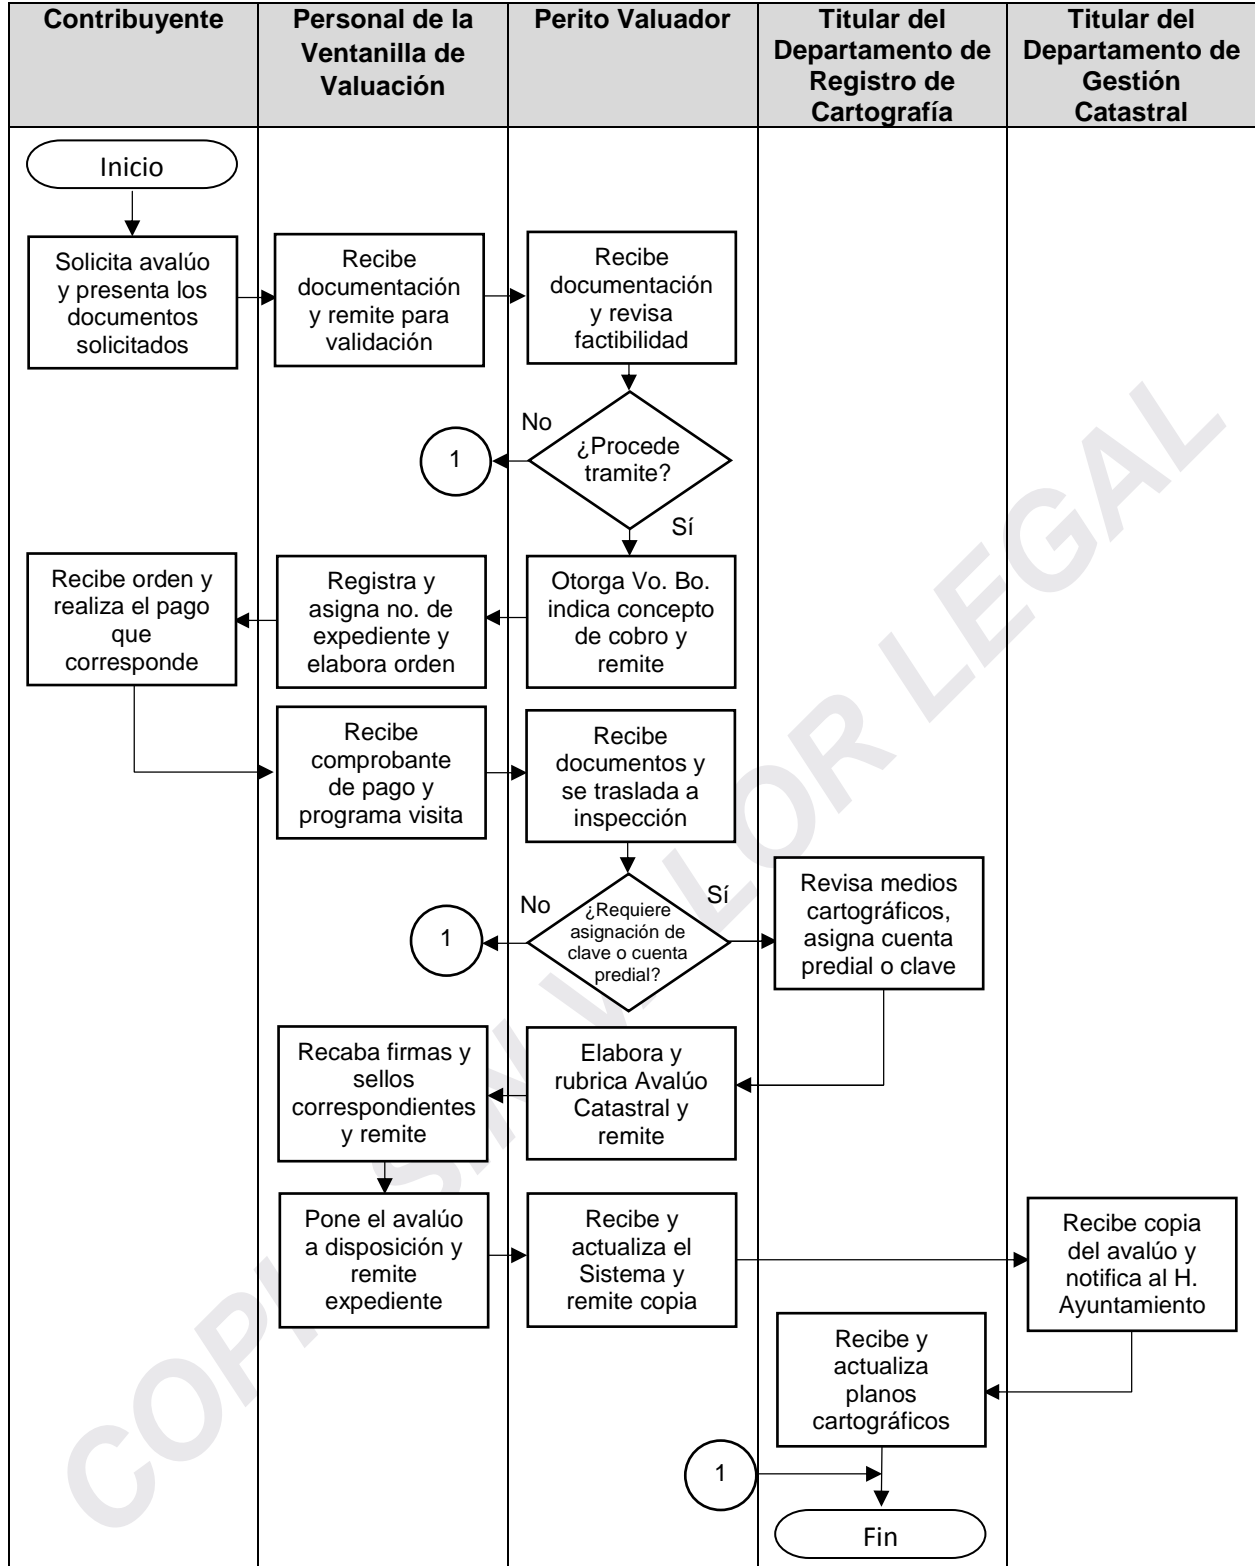 Contribuyente
Personal de la
Ventanilla de
Valuación
Perito Valuador
Titular del
Departamento de
Registro de
Cartografía
Titular del
Departamento de
Gestión
Catastral
Inicio
Solicita avalúo
y presenta los
documentos
solicitados
Recibe
documentación
y remite para
validación
Recibe
documentación
y revisa
factibilidad
No
¿Procede
tramite?
1
Sí
Recibe orden y
realiza el pago
que
corresponde
Registra y
asigna no. de
expediente y
elabora orden
Otorga Vo. Bo.
indica concepto
de cobro y
remite
Recibe
comprobante
de pago y
programa visita
Recibe
documentos y
se traslada a
inspección
No
¿Requiere
asignación de
clave o cuenta
predial?
Sí
1
Revisa medios
cartográficos,
asigna cuenta
predial o clave
Recaba firmas y
sellos
correspondientes
y remite
Elabora y
rubrica Avalúo
Catastral y
remite
Pone el avalúo
a disposición y
remite
expediente
Recibe y
actualiza el
Sistema y
remite copia
Recibe copia
del avalúo y
notifica al H.
Ayuntamiento
Recibe y
actualiza
planos
cartográficos
1
Fin
COPIA SIN VALOR LEGAL